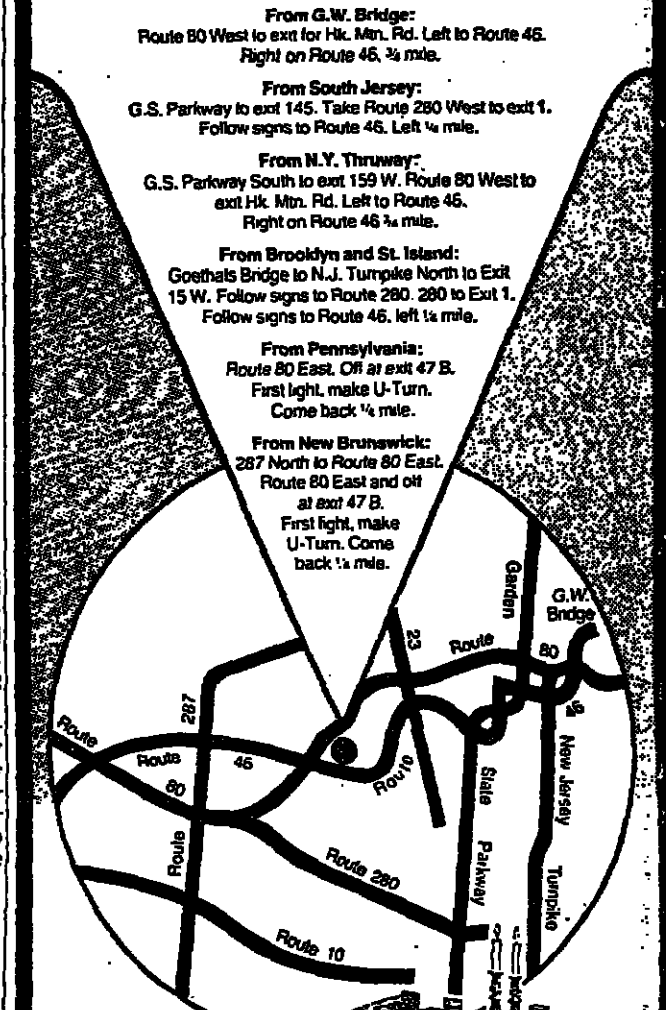 From G.W. Bridge:
Route 80 West to exit for Hk. Mtn. Rd. Left to Route 46.
Right on Route 46, ¾ mile.
From South Jersey:
G.S. Parkway to exit 145. Take Route 280 West to exit 1.
Follow signs to Route 46. Left ¼ mile.
From N.Y. Thruway:
G.S. Parkway South to exit 159 W. Route 80 West to
exit Hk. Mtn. Rd. Left to Route 46.
Right on Route 46 ¾ mile.
From Brooklyn and St. Island:
Goethals Bridge to N.J. Turnpike North to Exit
15 W. Follow signs to Route 280. 280 to Exit 1.
Follow signs to Route 46, left ¼ mile.
From Pennsylvania:
Route 80 East. Off at exit 47 B.
First light, make U-Turn.
Come back ¼ mile.
From New Brunswick:
287 North to Route 80 East.
Route 80 East and off
at exit 47 B.
First light, make
U-Turn. Come
back ¼ mile.
Garden
G.W.
Bridge
23
Route
80
287
46
Route
Route
46
80
Route
State
New Jersey
Route
Parkway
Route 280
Turnpike
Route 10